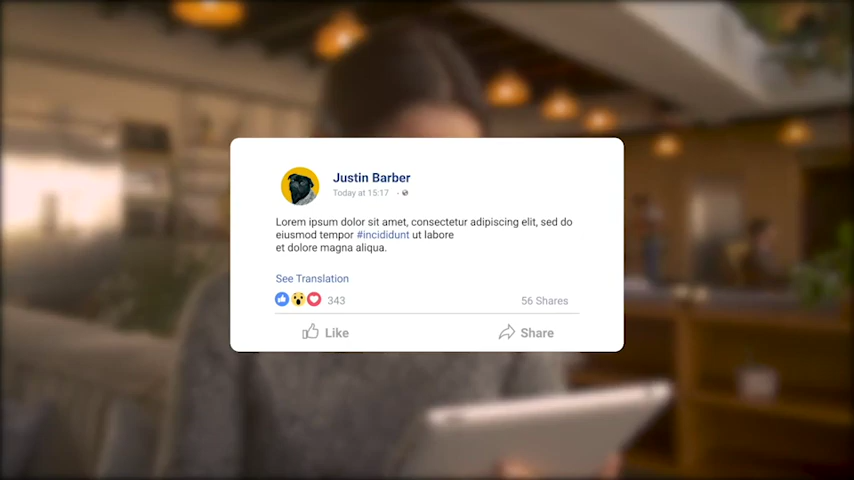 Justin Barber
Today at 15:17
Lorem ipsum dolor sit amet, consectetur adipiscing elit, sed do
eiusmod tempor #incididunt ut labore
et dolore magna aliqua.
See Translation
343
56 Shares
Like
Share